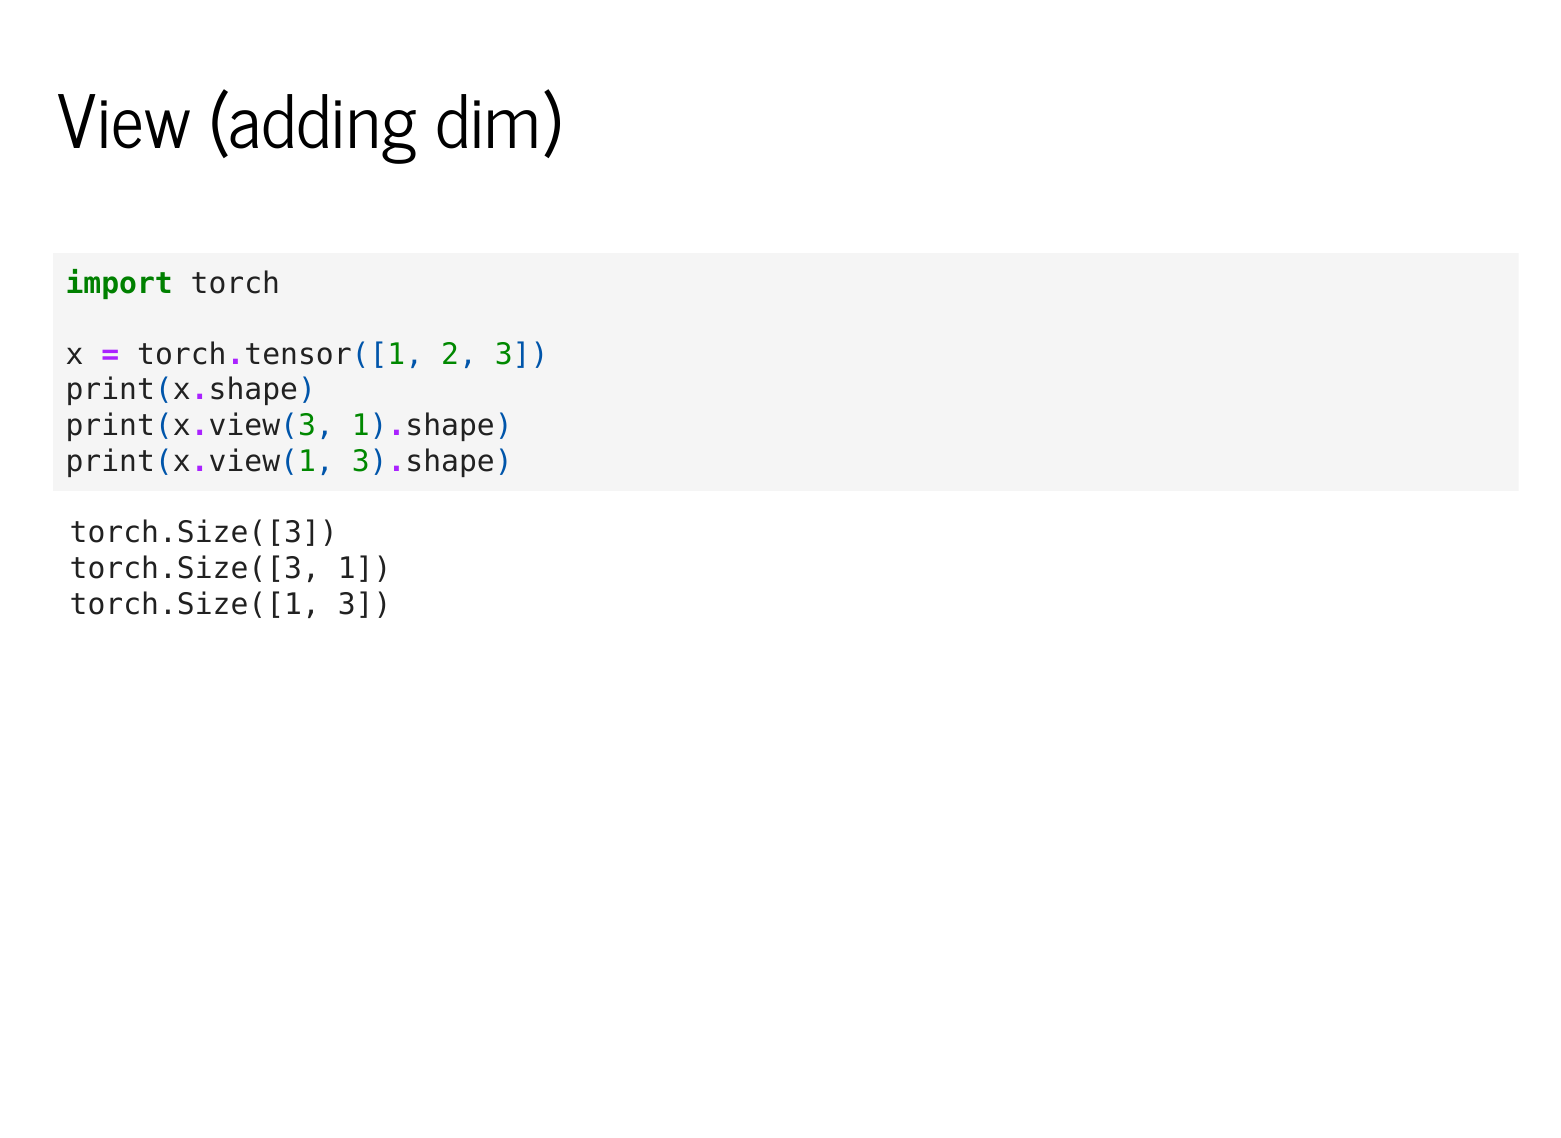 View (adding dim)
import torch
x = torch.tensor([1, 2, 3])
print(x.shape)
print(x.view(3, 1).shape)
print(x.view(1, 3).shape)
torch.Size([3])
torch.Size([3, 1])
torch.Size([1, 3])